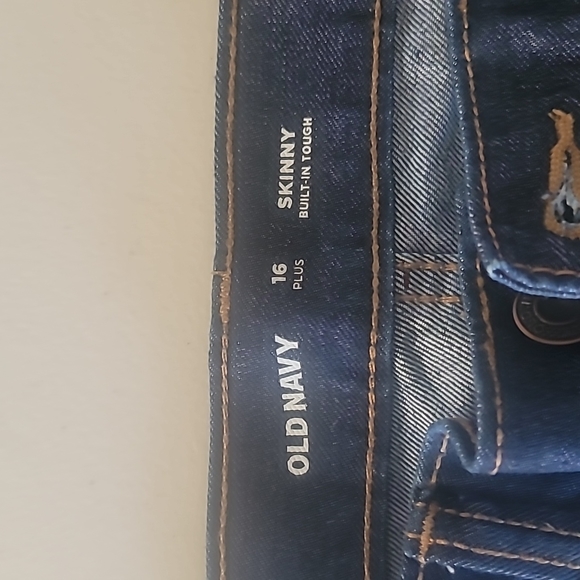 OLD NAVY
16
PLUS
SKINNY
BUILT-IN TOUGH